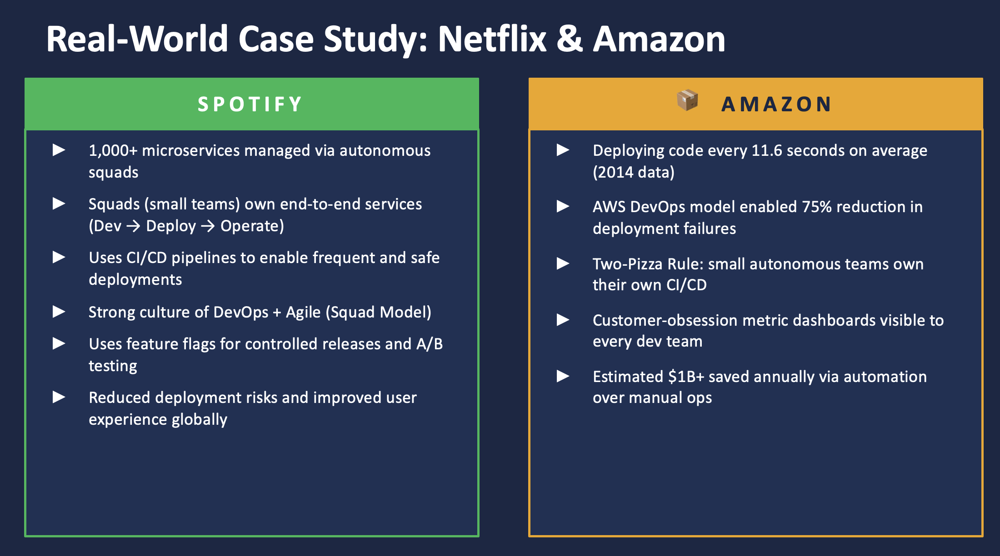 Real-World Case Study: Netflix & Amazon
SPOTIFY
► 1,000+ microservices managed via autonomous
squads
► Squads (small teams) own end-to-end services
(Dev → Deploy → Operate)
► Uses CI/CD pipelines to enable frequent and safe
deployments
► Strong culture of DevOps + Agile (Squad Model)
► Uses feature flags for controlled releases and A/B
testing
► Reduced deployment risks and improved user
experience globally
📦 AMAZON
► Deploying code every 11.6 seconds on average
(2014 data)
► AWS DevOps model enabled 75% reduction in
deployment failures
► Two-Pizza Rule: small autonomous teams own
their own CI/CD
► Customer-obsession metric dashboards visible to
every dev team
► Estimated $1B+ saved annually via automation
over manual ops